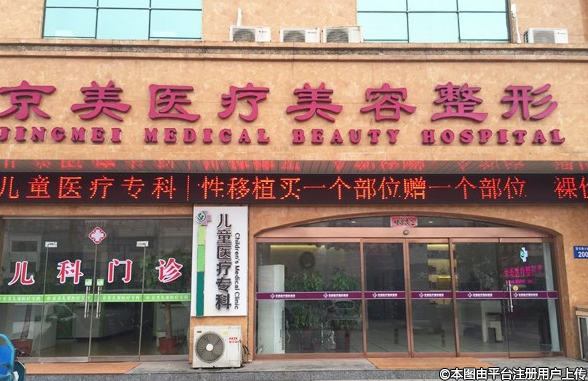 京美医疗美容整形
JINGMEI MEDICAL BEAUTY HOSPITAL
儿童医疗专科 性移植买一个部位赠一个部位 裸
儿科门诊
儿童医疗专科
Children's Medical Clinic
200
©本图由平台注册用户上传